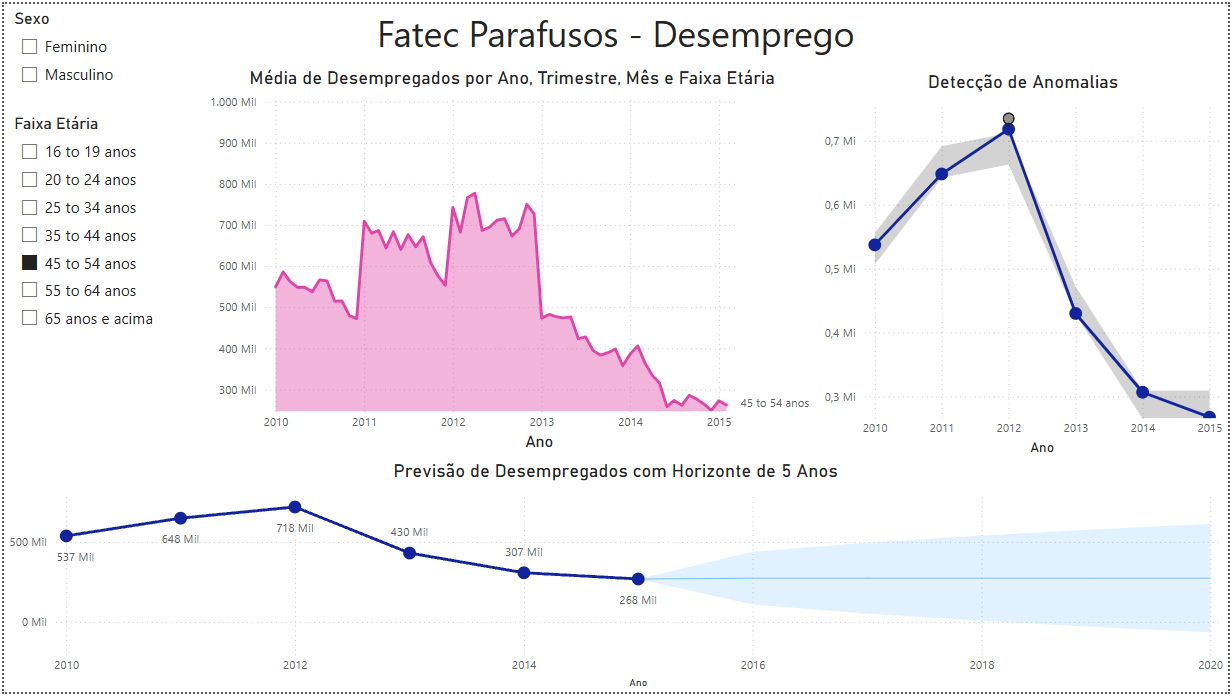 Sexo
Feminino
Masculino
Faixa Etária
16 to 19 anos
20 to 24 anos
25 to 34 anos
35 to 44 anos
45 to 54 anos
55 to 64 anos
65 anos e acima
Fatec Parafusos - Desemprego
Média de Desempregados por Ano, Trimestre, Mês e Faixa Etária
1.000 Mil
900 Mil
800 Mil
700 Mil
600 Mil
500 Mil
400 Mil
300 Mil
45 to 54 anos
2010 2011 2012 2013 2014 2015
Ano
Detecção de Anomalias
0,7 Mi
0,6 Mi
0,5 Mi
0,4 Mi
0,3 Mi
2010 2011 2012 2013 2014 2015
Ano
Previsão de Desempregados com Horizonte de 5 Anos
500 Mil
0 Mil
537 Mil
648 Mil
718 Mil
430 Mil
307 Mil
268 Mil
2010 2012 2014 2016 2018 2020
Ano